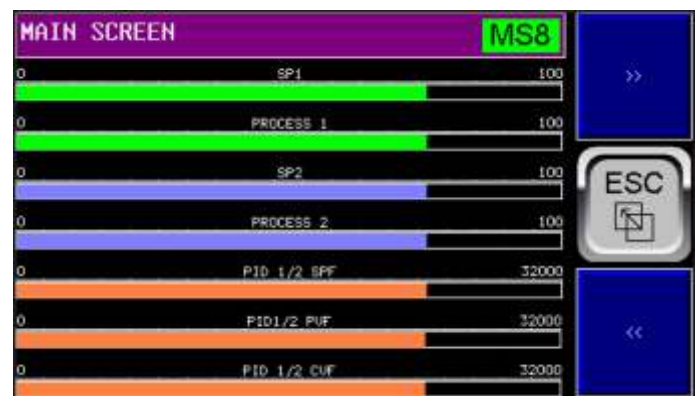 MAIN SCREEN MS8
0 SP1 100
>>
0 PROCESS 1 100
0 SP2 100
ESC
0 PROCESS 2 100
0 PID 1/2 SPF 32000
0 PID1/2 PVF 32000
<<
0 PID 1/2 CVF 32000